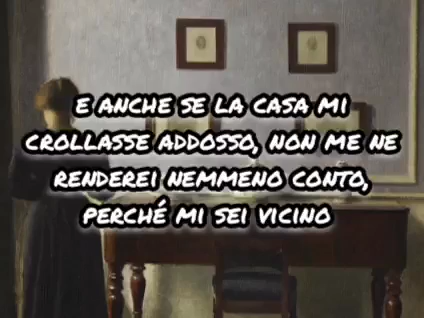 e anche se la casa mi
crollasse addosso, non me ne
renderei nemmeno conto,
perché mi sei vicino